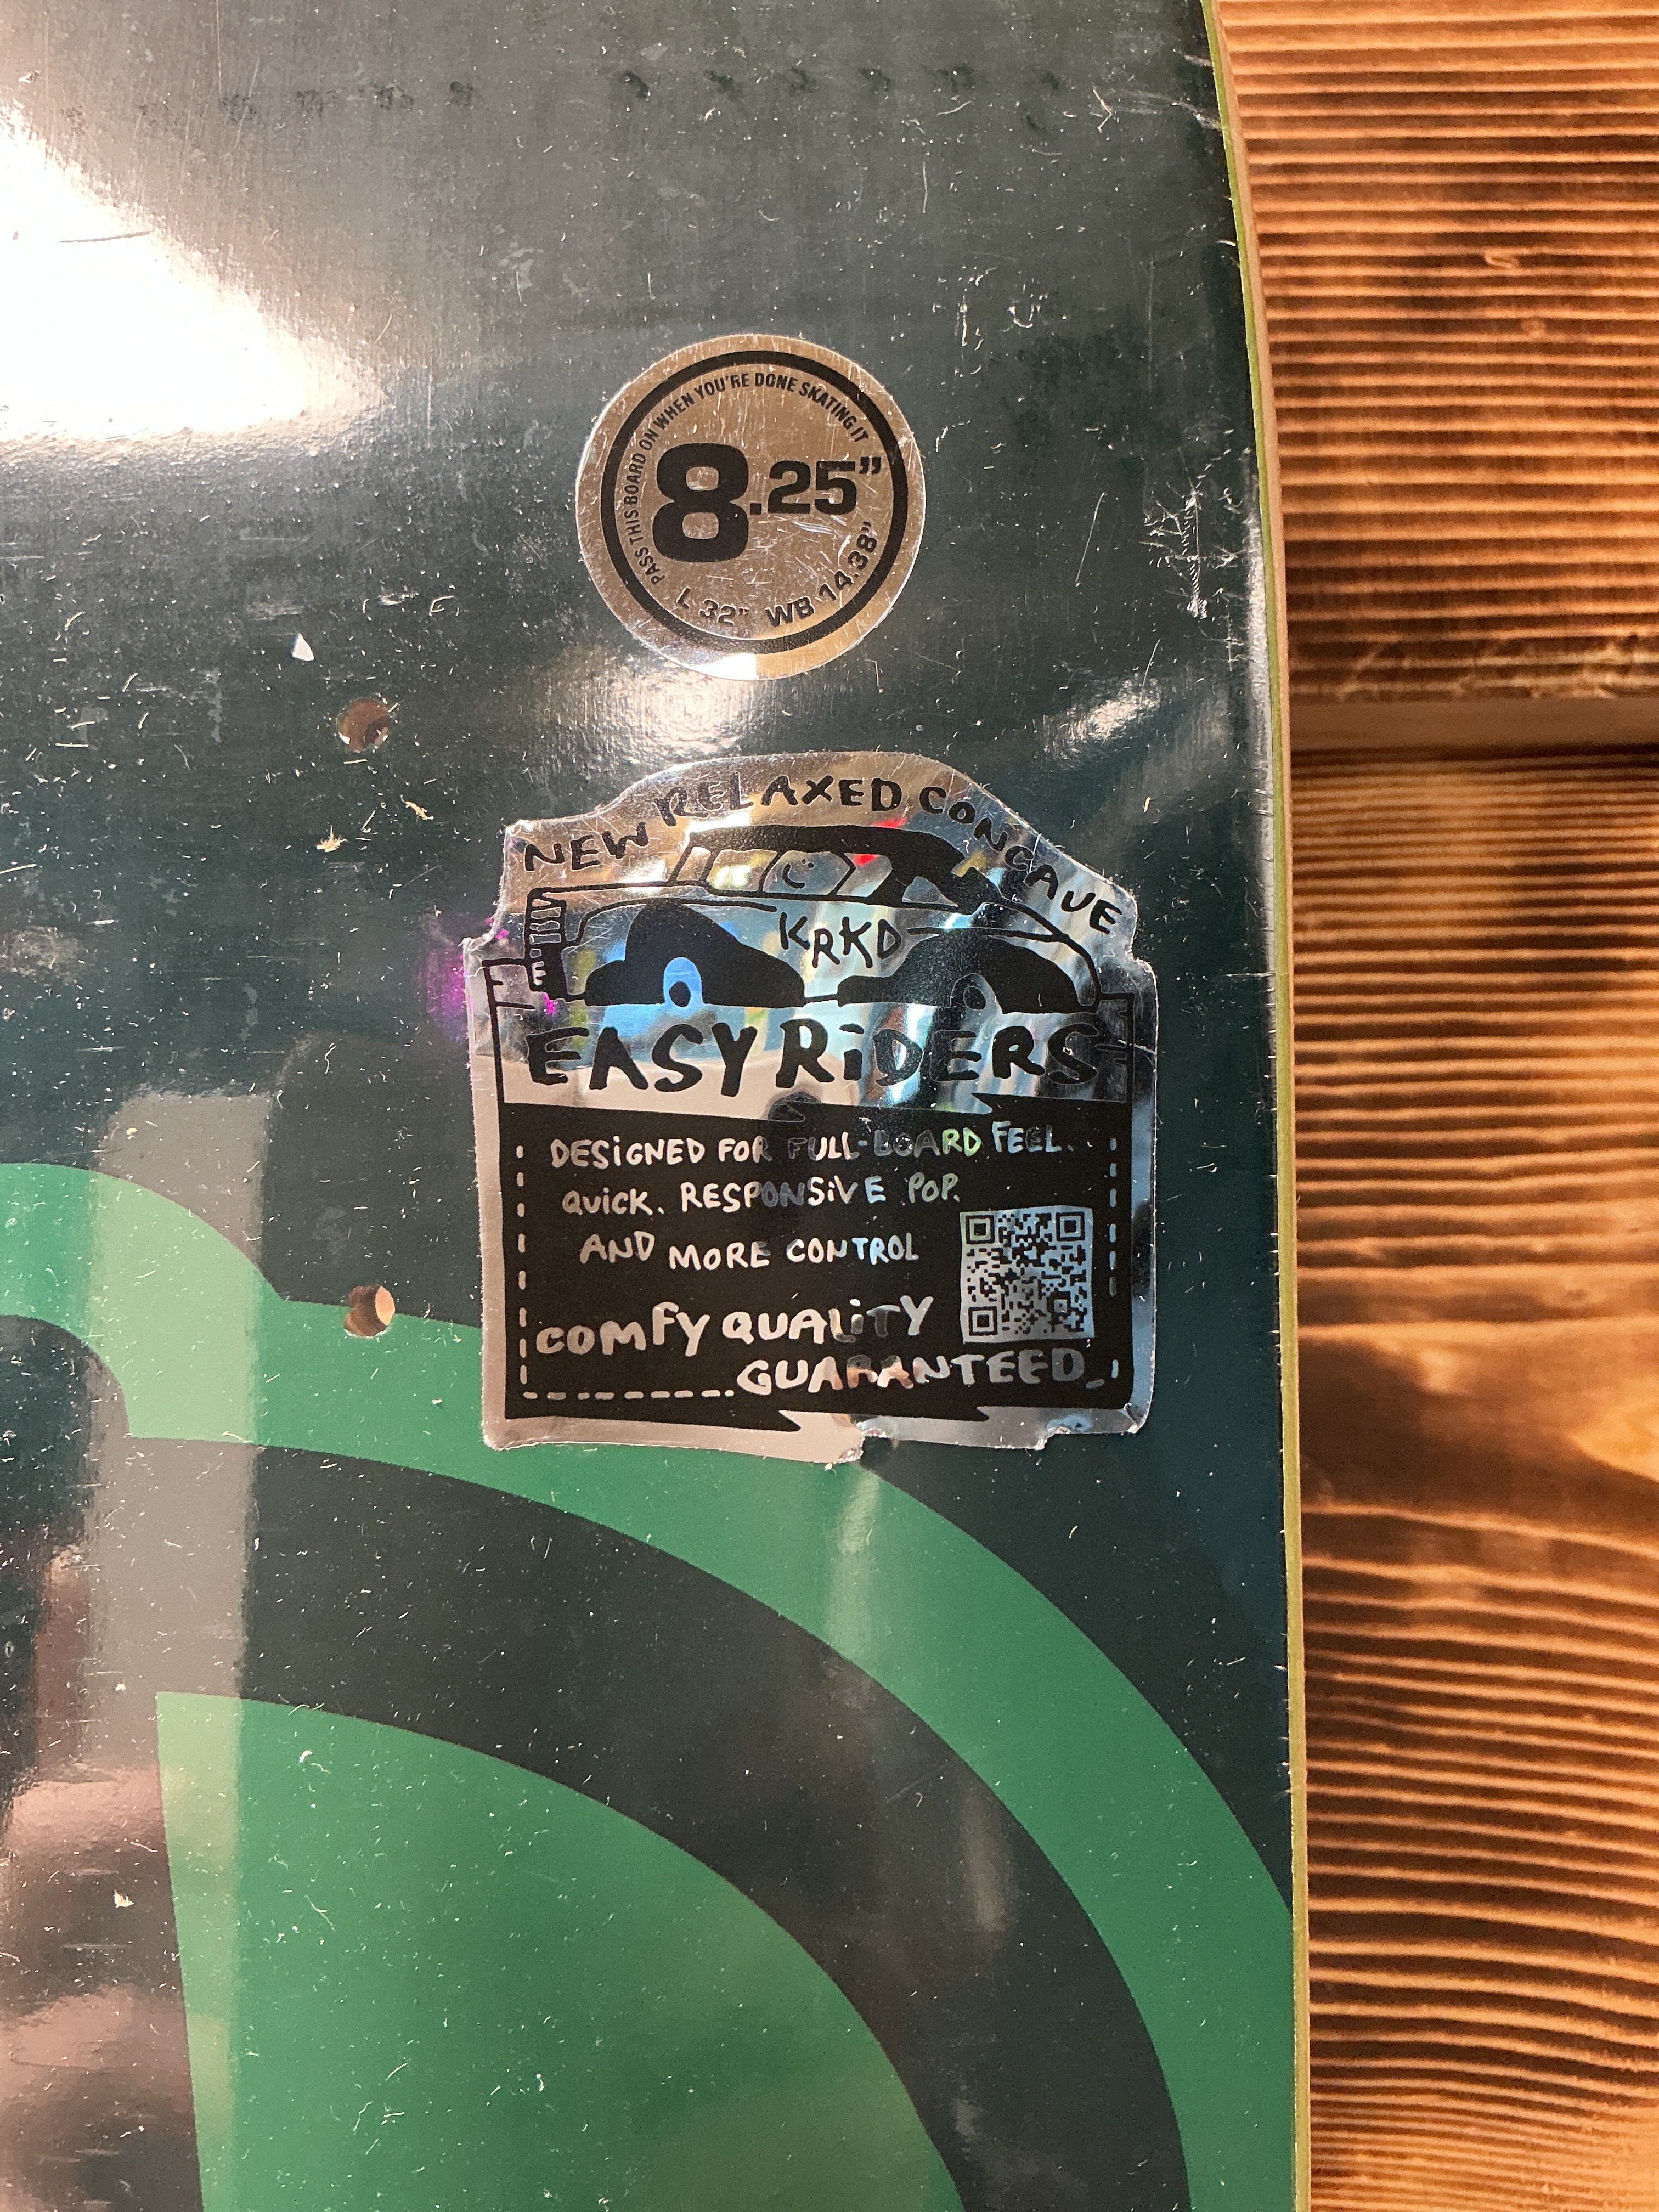 PASS THIS BOARD ON WHEN YOU'RE DONE SKATING IT
8.25"
L 32" WB 14.38"
NEW RELAXED CONCAVE
KRKD
EASY RiDERS
DESiGNED FOR FULL-BOARD FEEL.
QUiCK. RESPONSiVE POP.
AND MORE CONTROL
COMFY QUALiTY
GUARANTEED